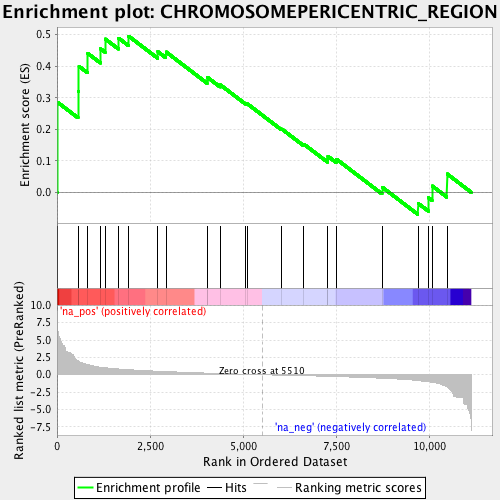 Enrichment plot: CHROMOSOMEPERICENTRIC_REGION
Enrichment score (ES)
0.5
0.4
0.3
0.2
0.1
0.0
'na_pos' (positively correlated)
Ranked list metric (PreRanked)
10.0
7.5
5.0
2.5
0.0
-2.5
-5.0
-7.5
Zero cross at 5510
'na_neg' (negatively correlated)
0
2,500
5,000
7,500
10,000
Rank in Ordered Dataset
Enrichment profile
Hits
Ranking metric scores